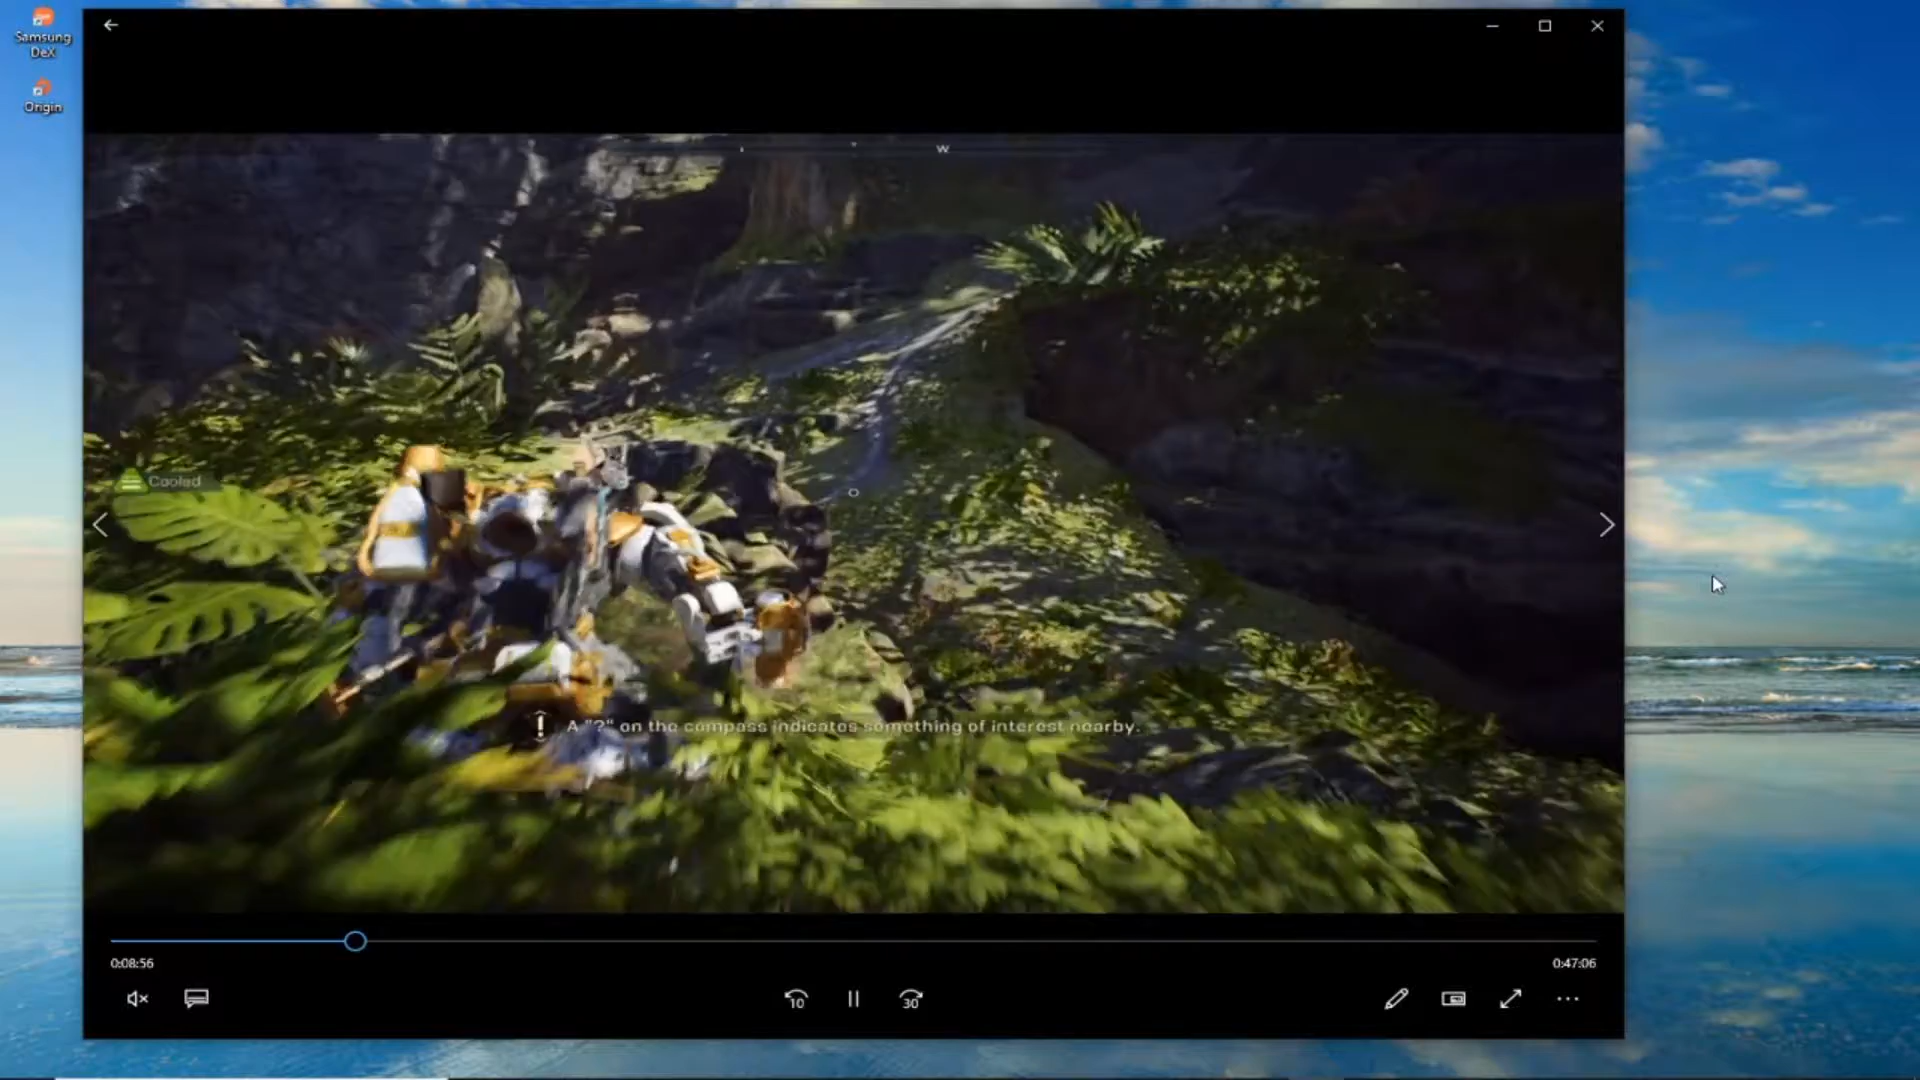 Samsung
DeX
Origin
W
Cooled
A "?" on the compass indicates something of interest nearby.
0:08:56
0:47:06
10
30